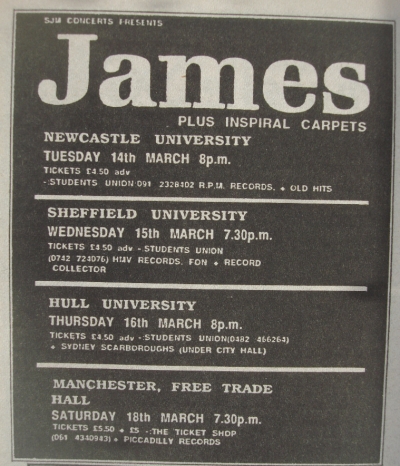 SJM CONCERTS PRESENTS
James
PLUS INSPIRAL CARPETS
NEWCASTLE UNIVERSITY
TUESDAY 14th MARCH 8p.m.
TICKETS £4.50 adv
-:STUDENTS UNION:091 2328402 R.P.M. RECORDS, + OLD HITS
SHEFFIELD UNIVERSITY
WEDNESDAY 15th MARCH 7.30p.m.
TICKETS £4.50 adv -:STUDENTS UNION
(0742 724076) HMV RECORDS, FON + RECORD
COLLECTOR
HULL UNIVERSITY
THURSDAY 16th MARCH 8p.m.
TICKETS £4.50 adv -:STUDENTS UNION(0482 466264)
+ SYDNEY SCARBOROUGHS (UNDER CITY HALL)
MANCHESTER, FREE TRADE
HALL
SATURDAY 18th MARCH 7.30p.m.
TICKETS £5.50 + £5 -:THE TICKET SHOP
(061 4340943) + PICCADILLY RECORDS